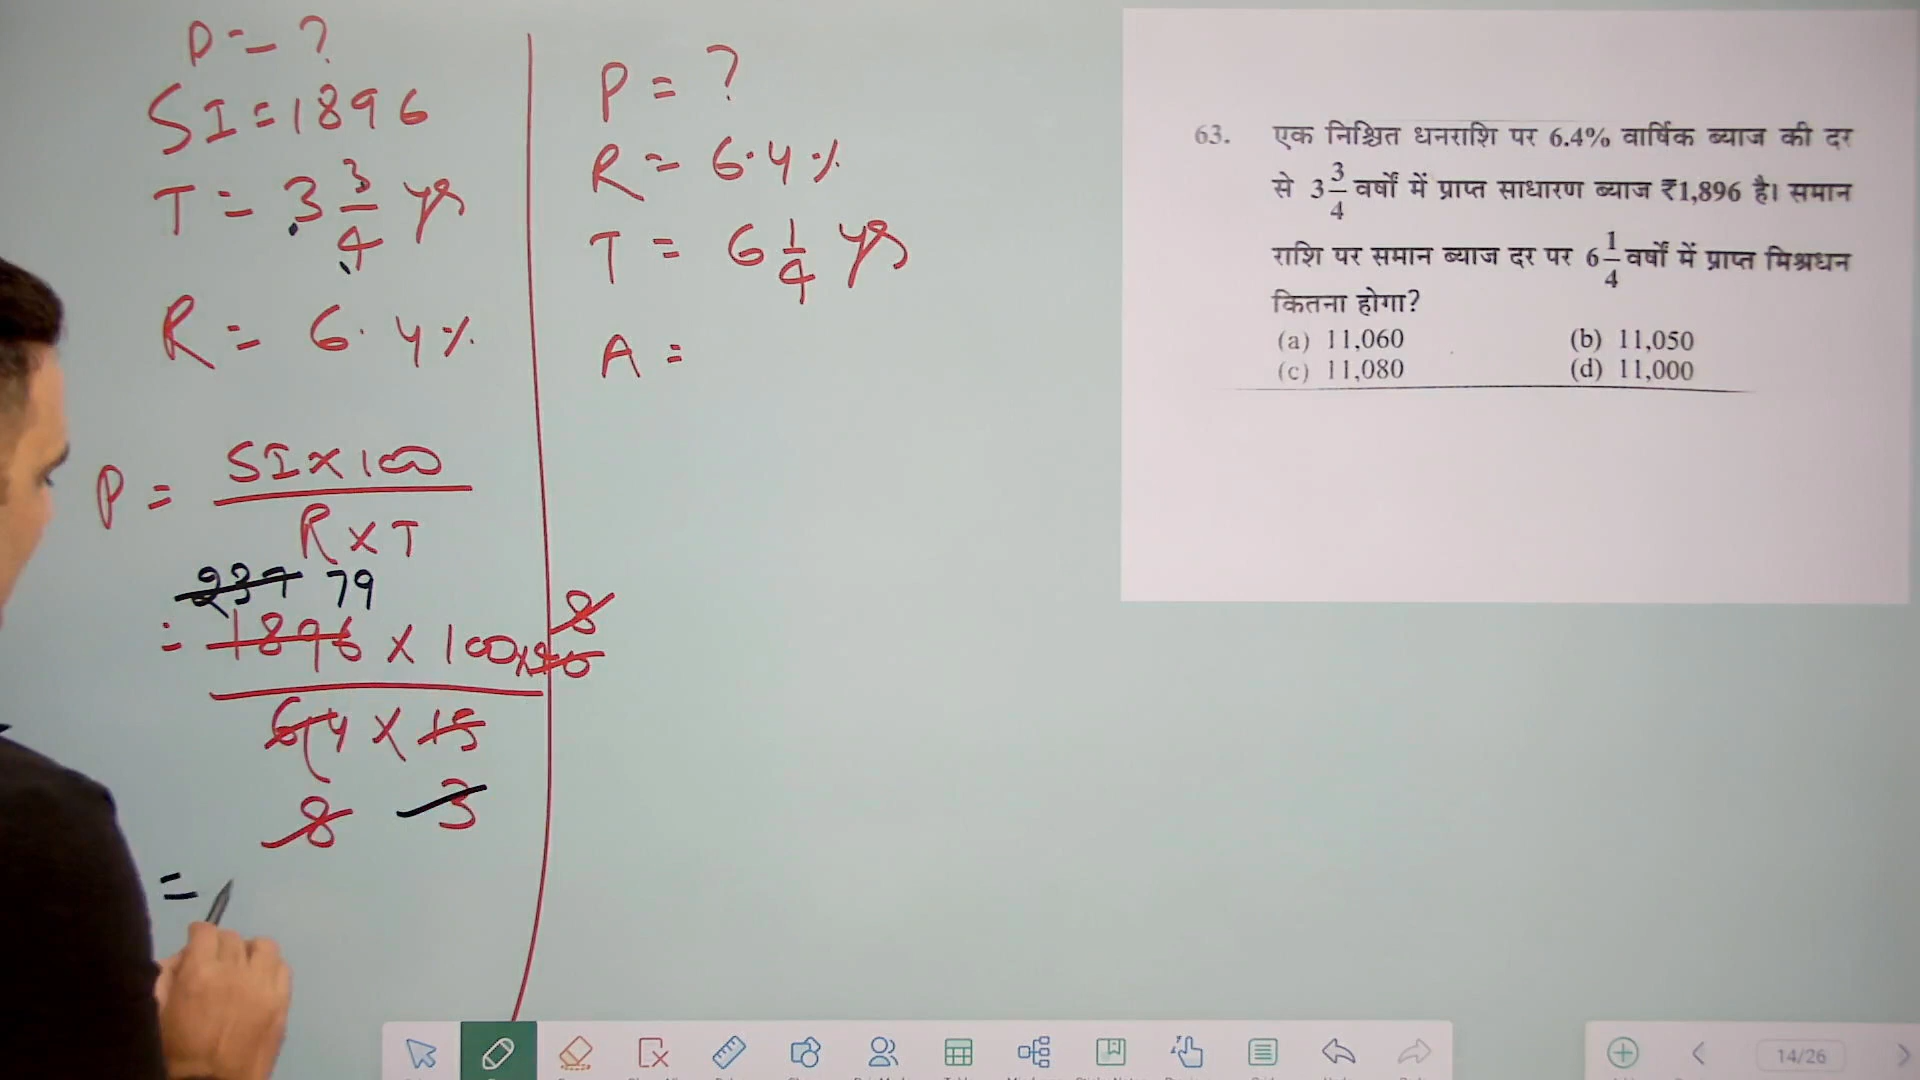 P = ?
SI = 1896
T = 3 3/4 yrs
R = 6.4%
P = SI × 100 / R × T
237 79 8
= 1896 × 100 × 40
64 × 15
8 3
=
P = ?
R = 6.4%
T = 6 1/4 yrs
A =
63. एक निश्चित धनराशि पर 6.4% वार्षिक ब्याज की दर
से 3 3/4 वर्षों में प्राप्त साधारण ब्याज ₹1,896 है। समान
राशि पर समान ब्याज दर पर 6 1/4 वर्षों में प्राप्त मिश्रधन
कितना होगा?
(a) 11,060 (b) 11,050
(c) 11,080 (d) 11,000
14/26